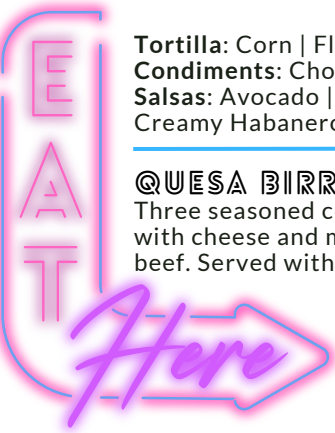 EAT
Here
Tortilla: Corn | Fl
Condiments: Cho
Salsas: Avocado |
Creamy Habanero
QUESA BIRR
Three seasoned c
with cheese and m
beef. Served with